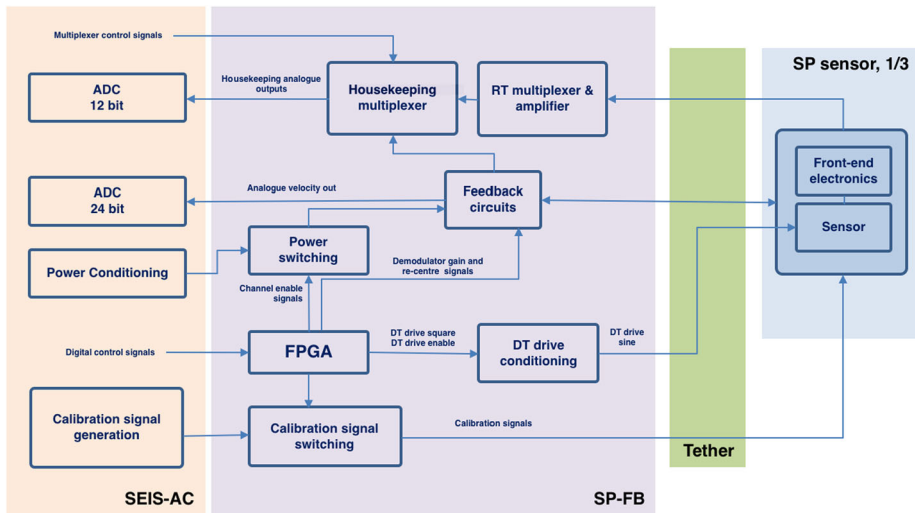 Multiplexer control signals
SP sensor, 1/3
ADC
12 bit
Housekeeping analogue
outputs
Housekeeping
multiplexer
RT multiplexer &
amplifier
Front-end
electronics
ADC
24 bit
Analogue velocity out
Feedback
circuits
Sensor
Power Conditioning
Power
switching
Demodulator gain and
re-centre signals
Channel enable
signals
Digital control signals
FPGA
DT drive square
DT drive enable
DT drive
conditioning
DT drive
sine
Calibration signal
generation
Calibration signal
switching
Calibration signals
Tether
SEIS-AC
SP-FB